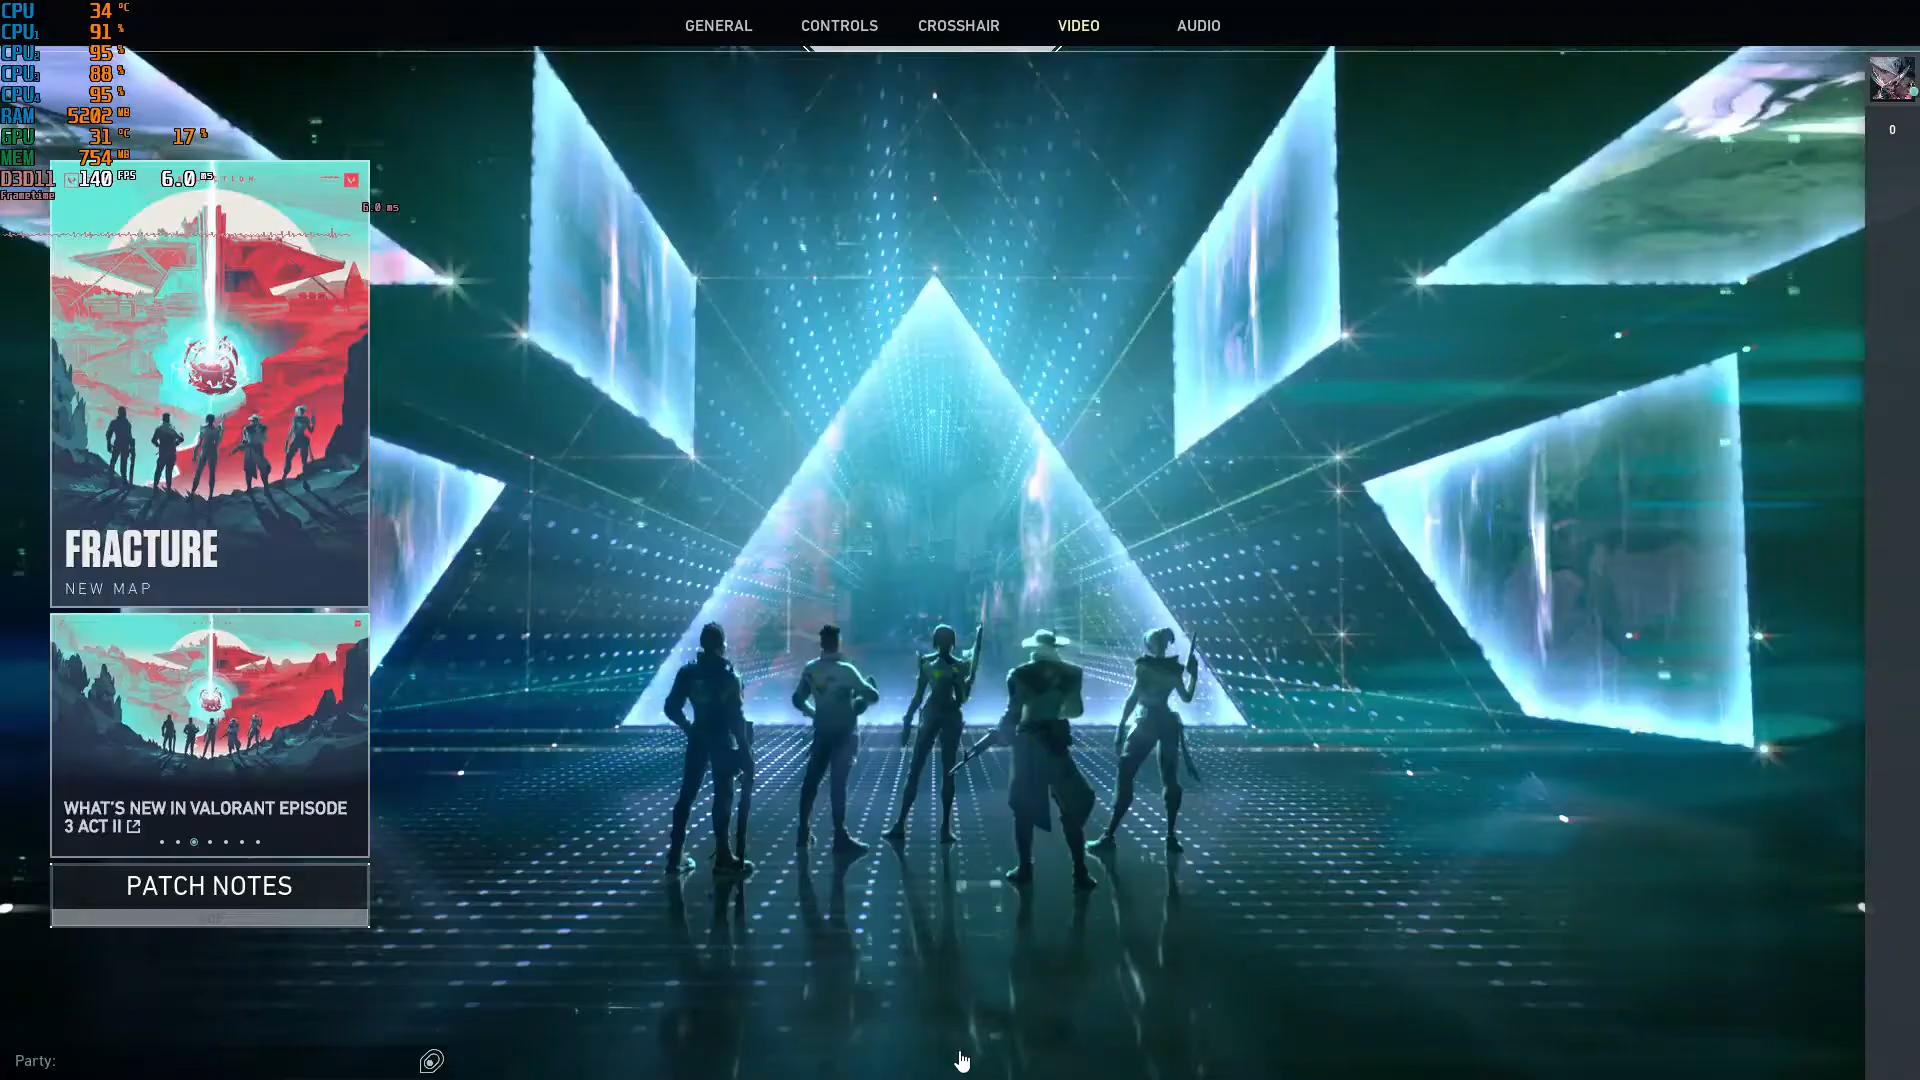 GENERAL CONTROLS CROSSHAIR VIDEO AUDIO
CPU 34 °C
CPU1 91 %
CPU2 95 %
CPU3 88 %
CPU4 95 %
RAM 5202 MB
GPU 31 °C 17 %
MEM 754 MB
D3D11 140 FPS 6.0 ms
Frametime
6.0 ms
0
FRACTURE
NEW MAP
WHAT'S NEW IN VALORANT EPISODE
3 ACT II
PATCH NOTES
Party: